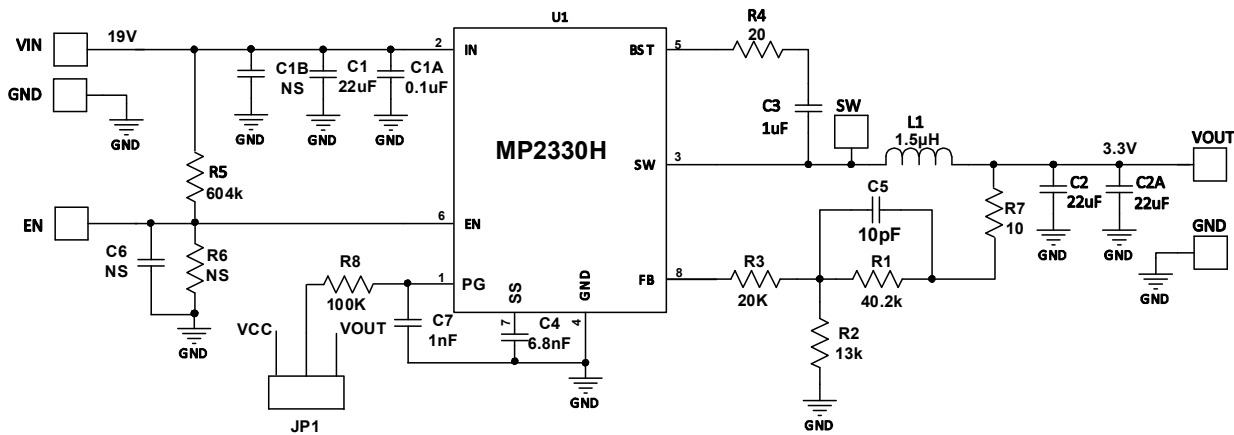 U1
VIN
19V
2
IN
BST
5
R4
20
C1B
NS
C1
22uF
C1A
0.1uF
GND
GND
GND
GND
GND
C3
1uF
SW
MP2330H
L1
1.5µH
VOUT
SW
3
3.3V
R5
604k
C5
10pF
R7
10
C2
22uF
C2A
22uF
GND
GND
GND
GND
EN
6
EN
C6
NS
R6
NS
GND
R8
100K
1
PG
SS
GND
FB
8
R3
20K
R1
40.2k
C7
1nF
7
C4
6.8nF
4
R2
13k
VCC
VOUT
GND
GND
JP1